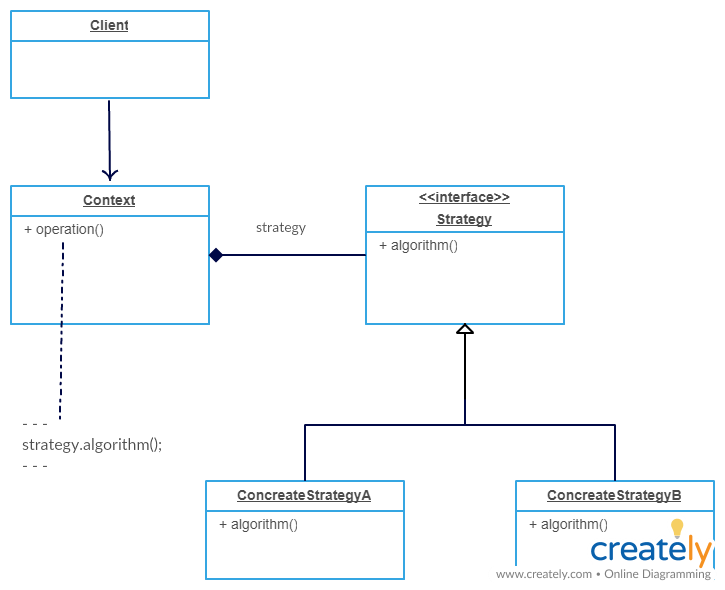 Client
Context
+ operation()
strategy
<<interface>>
Strategy
+ algorithm()
- - -
strategy.algorithm();
- - -
ConcreateStrategyA
+ algorithm()
ConcreateStrategyB
+ algorithm()
creately
www.creately.com • Online Diagramming